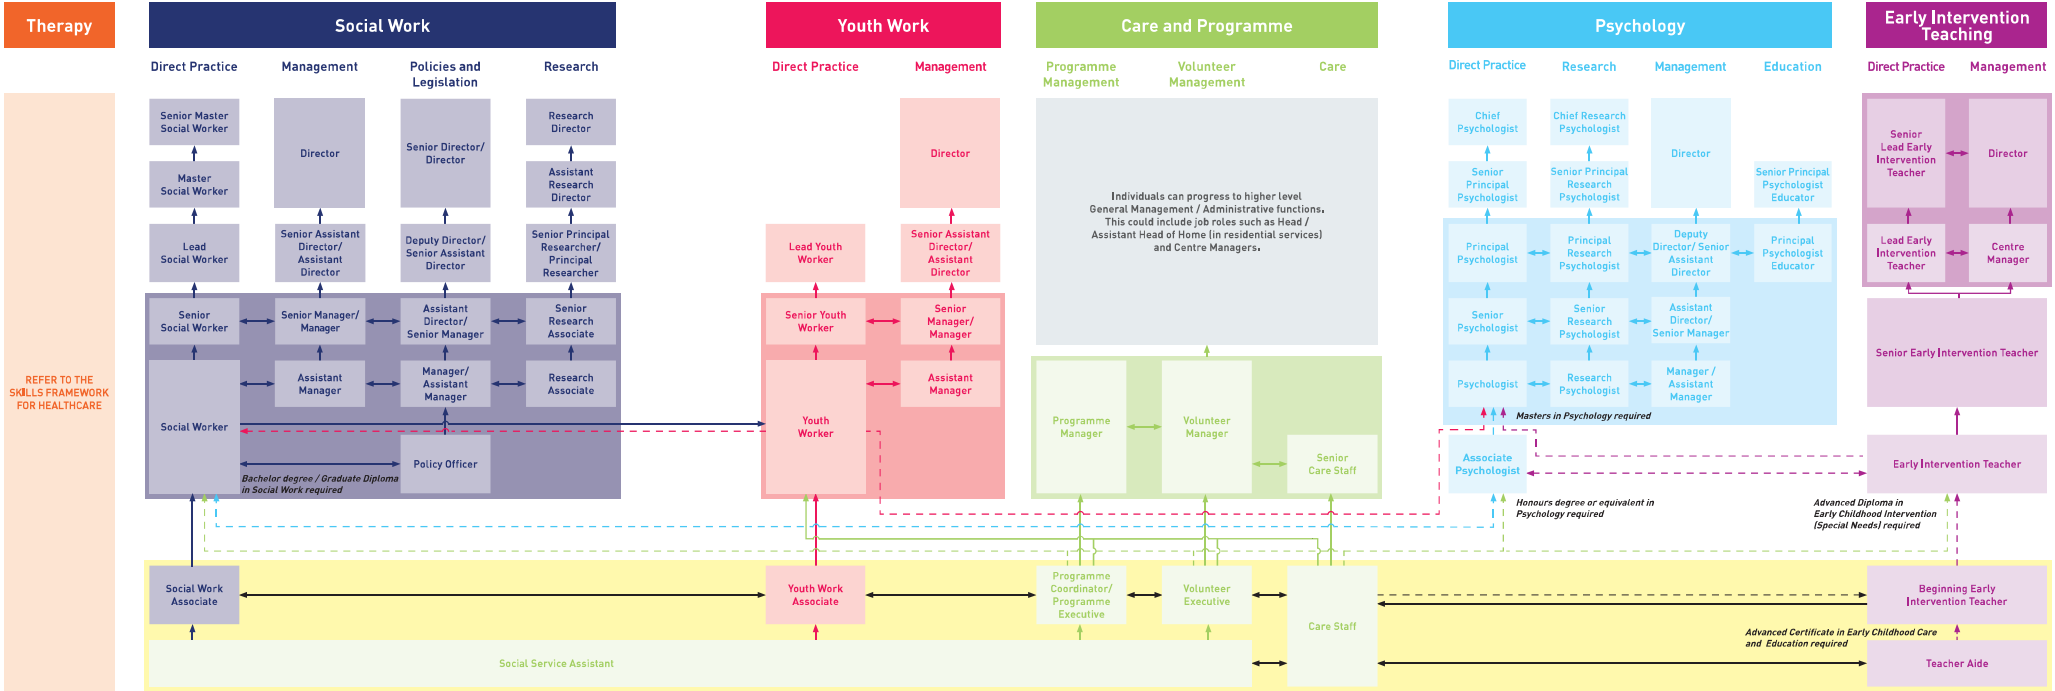 Therapy
REFER TO THE
SKILLS FRAMEWORK
FOR HEALTHCARE
Social Work
Direct Practice
Management
Policies and
Legislation
Research
Senior Master
Social Worker
Master
Social Worker
Lead
Social Worker
Senior
Social Worker
Social Worker
Director
Senior Assistant
Director/
Assistant
Director
Senior Manager/
Manager
Assistant
Manager
Senior Director/
Director
Deputy Director/
Senior Assistant
Director
Assistant
Director/
Senior Manager
Manager/
Assistant
Manager
Policy Officer
Research
Director
Assistant
Research
Director
Senior Principal
Researcher/
Principal
Researcher
Senior
Research
Associate
Research
Associate
Bachelor degree / Graduate Diploma
in Social Work required
Social Work
Associate
Youth Work
Direct Practice
Management
Lead Youth
Worker
Senior Youth
Worker
Youth
Worker
Director
Senior Assistant
Director/
Assistant
Director
Senior
Manager/
Manager
Assistant
Manager
Youth Work
Associate
Care and Programme
Programme
Management
Volunteer
Management
Care
Individuals can progress to higher level
General Management / Administrative functions.
This could include job roles such as Head /
Assistant Head of Home (in residential services)
and Centre Managers.
Programme
Manager
Volunteer
Manager
Senior
Care Staff
Programme
Coordinator/
Programme
Executive
Volunteer
Executive
Care Staff
Social Service Assistant
Psychology
Direct Practice
Research
Management
Education
Chief
Psychologist
Senior
Principal
Psychologist
Principal
Psychologist
Senior
Psychologist
Psychologist
Chief Research
Psychologist
Senior Principal
Research
Psychologist
Principal
Research
Psychologist
Senior
Research
Psychologist
Research
Psychologist
Director
Deputy
Director/ Senior
Assistant
Director
Assistant
Director/
Senior Manager
Manager /
Assistant
Manager
Senior Principal
Psychologist
Educator
Principal
Psychologist
Educator
Masters in Psychology required
Associate
Psychologist
Honours degree or equivalent in
Psychology required
Early Intervention
Teaching
Direct Practice
Management
Senior
Lead Early
Intervention
Teacher
Director
Lead Early
Intervention
Teacher
Centre
Manager
Senior Early Intervention Teacher
Early Intervention Teacher
Advanced Diploma in
Early Childhood Intervention
(Special Needs) required
Beginning Early
Intervention Teacher
Advanced Certificate in Early Childhood Care
and Education required
Teacher Aide